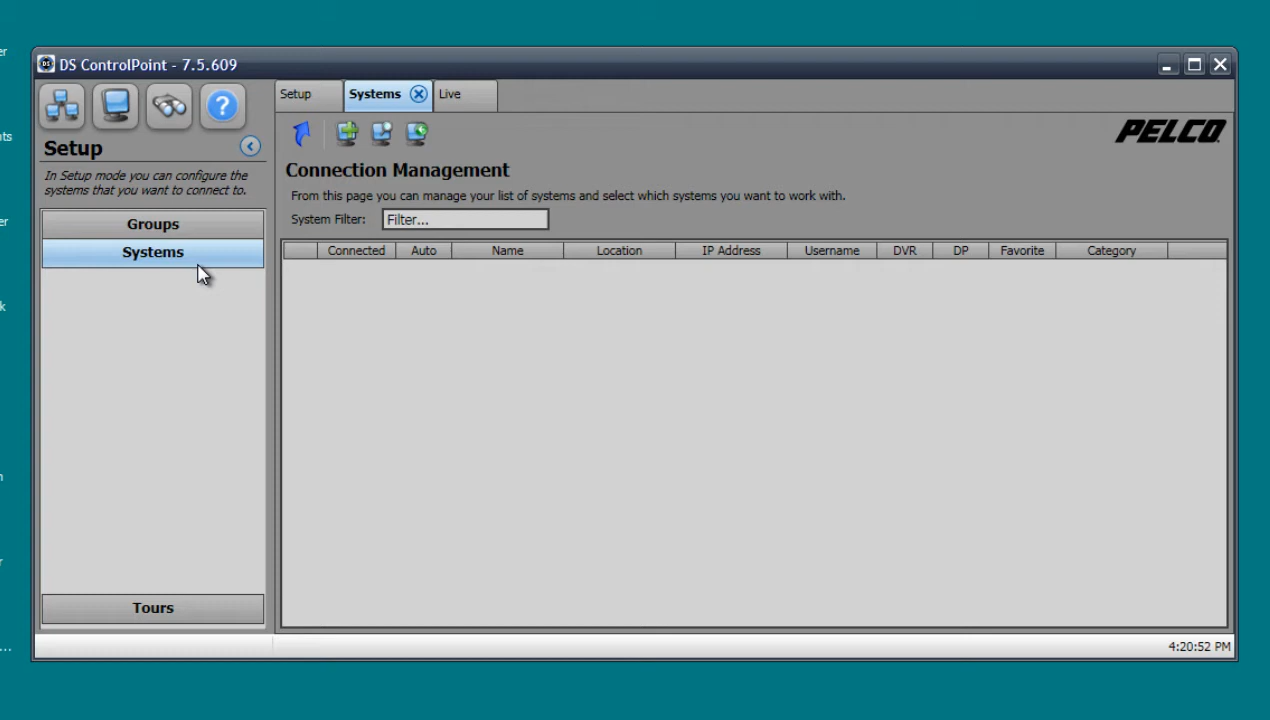 er
nts
er
k
n
r
...
DS ControlPoint - 7.5.609
Setup
In Setup mode you can configure the
systems that you want to connect to.
Groups
Systems
Tours
Setup Systems Live
PELCO
Connection Management
From this page you can manage your list of systems and select which systems you want to work with.
System Filter: Filter...
Connected Auto Name Location IP Address Username DVR DP Favorite Category
4:20:52 PM